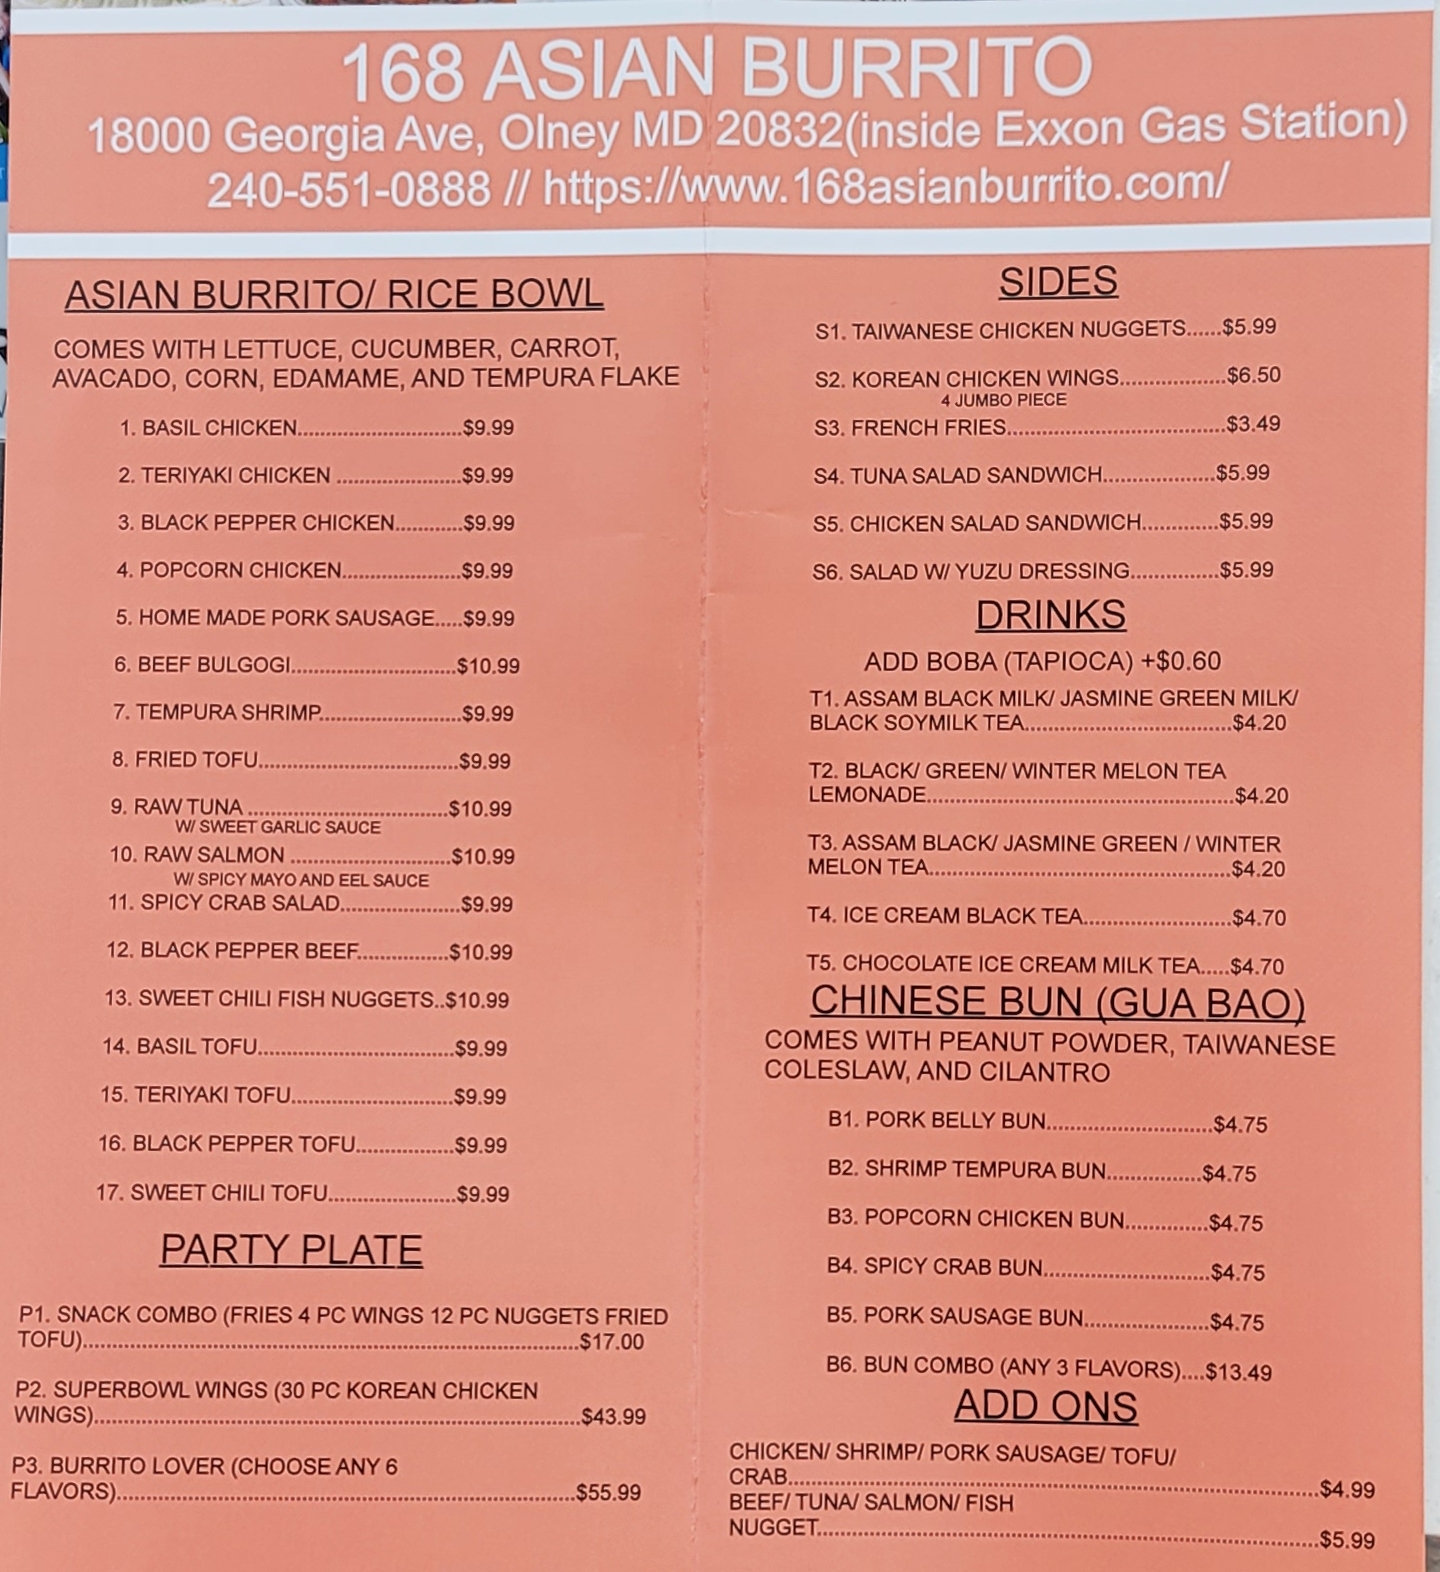 168 ASIAN BURRITO
18000 Georgia Ave, Olney MD 20832(inside Exxon Gas Station)
240-551-0888 // https://www.168asianburrito.com/
ASIAN BURRITO/ RICE BOWL
COMES WITH LETTUCE, CUCUMBER, CARROT,
AVACADO, CORN, EDAMAME, AND TEMPURA FLAKE
1. BASIL CHICKEN............................$9.99
2. TERIYAKI CHICKEN .....................$9.99
3. BLACK PEPPER CHICKEN...........$9.99
4. POPCORN CHICKEN....................$9.99
5. HOME MADE PORK SAUSAGE.....$9.99
6. BEEF BULGOGI............................$10.99
7. TEMPURA SHRIMP........................$9.99
8. FRIED TOFU..................................$9.99
9. RAW TUNA ..................................$10.99
W/ SWEET GARLIC SAUCE
10. RAW SALMON ...........................$10.99
W/ SPICY MAYO AND EEL SAUCE
11. SPICY CRAB SALAD....................$9.99
12. BLACK PEPPER BEEF...............$10.99
13. SWEET CHILI FISH NUGGETS..$10.99
14. BASIL TOFU.................................$9.99
15. TERIYAKI TOFU...........................$9.99
16. BLACK PEPPER TOFU................$9.99
17. SWEET CHILI TOFU.....................$9.99
PARTY PLATE
P1. SNACK COMBO (FRIES 4 PC WINGS 12 PC NUGGETS FRIED
TOFU)...................................................................................$17.00
P2. SUPERBOWL WINGS (30 PC KOREAN CHICKEN
WINGS).................................................................................$43.99
P3. BURRITO LOVER (CHOOSE ANY 6
FLAVORS)............................................................................$55.99
SIDES
S1. TAIWANESE CHICKEN NUGGETS......$5.99
S2. KOREAN CHICKEN WINGS..................$6.50
4 JUMBO PIECE
S3. FRENCH FRIES.....................................$3.49
S4. TUNA SALAD SANDWICH...................$5.99
S5. CHICKEN SALAD SANDWICH.............$5.99
S6. SALAD W/ YUZU DRESSING...............$5.99
DRINKS
ADD BOBA (TAPIOCA) +$0.60
T1. ASSAM BLACK MILK/ JASMINE GREEN MILK/
BLACK SOYMILK TEA...................................$4.20
T2. BLACK/ GREEN/ WINTER MELON TEA
LEMONADE....................................................$4.20
T3. ASSAM BLACK/ JASMINE GREEN / WINTER
MELON TEA...................................................$4.20
T4. ICE CREAM BLACK TEA.........................$4.70
T5. CHOCOLATE ICE CREAM MILK TEA.....$4.70
CHINESE BUN (GUA BAO)
COMES WITH PEANUT POWDER, TAIWANESE
COLESLAW, AND CILANTRO
B1. PORK BELLY BUN............................$4.75
B2. SHRIMP TEMPURA BUN................$4.75
B3. POPCORN CHICKEN BUN..............$4.75
B4. SPICY CRAB BUN............................$4.75
B5. PORK SAUSAGE BUN.....................$4.75
B6. BUN COMBO (ANY 3 FLAVORS)....$13.49
ADD ONS
CHICKEN/ SHRIMP/ PORK SAUSAGE/ TOFU/
CRAB.........................................................................................$4.99
BEEF/ TUNA/ SALMON/ FISH
NUGGET....................................................................................$5.99